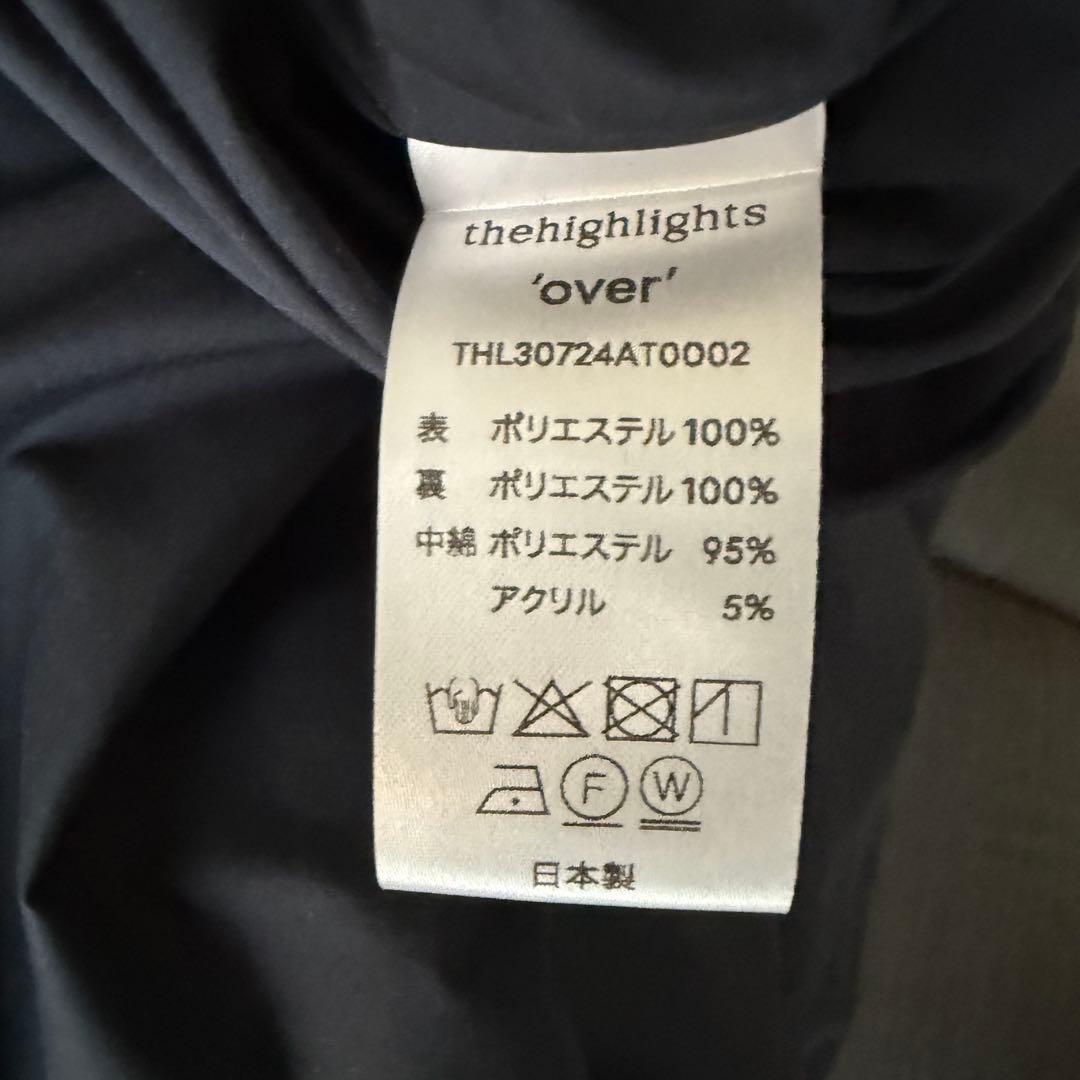 thehighlights
'over'
THL30724AT0002
表 ポリエステル 100%
裏 ポリエステル 100%
中綿 ポリエステル 95%
アクリル 5%
F W
日本製